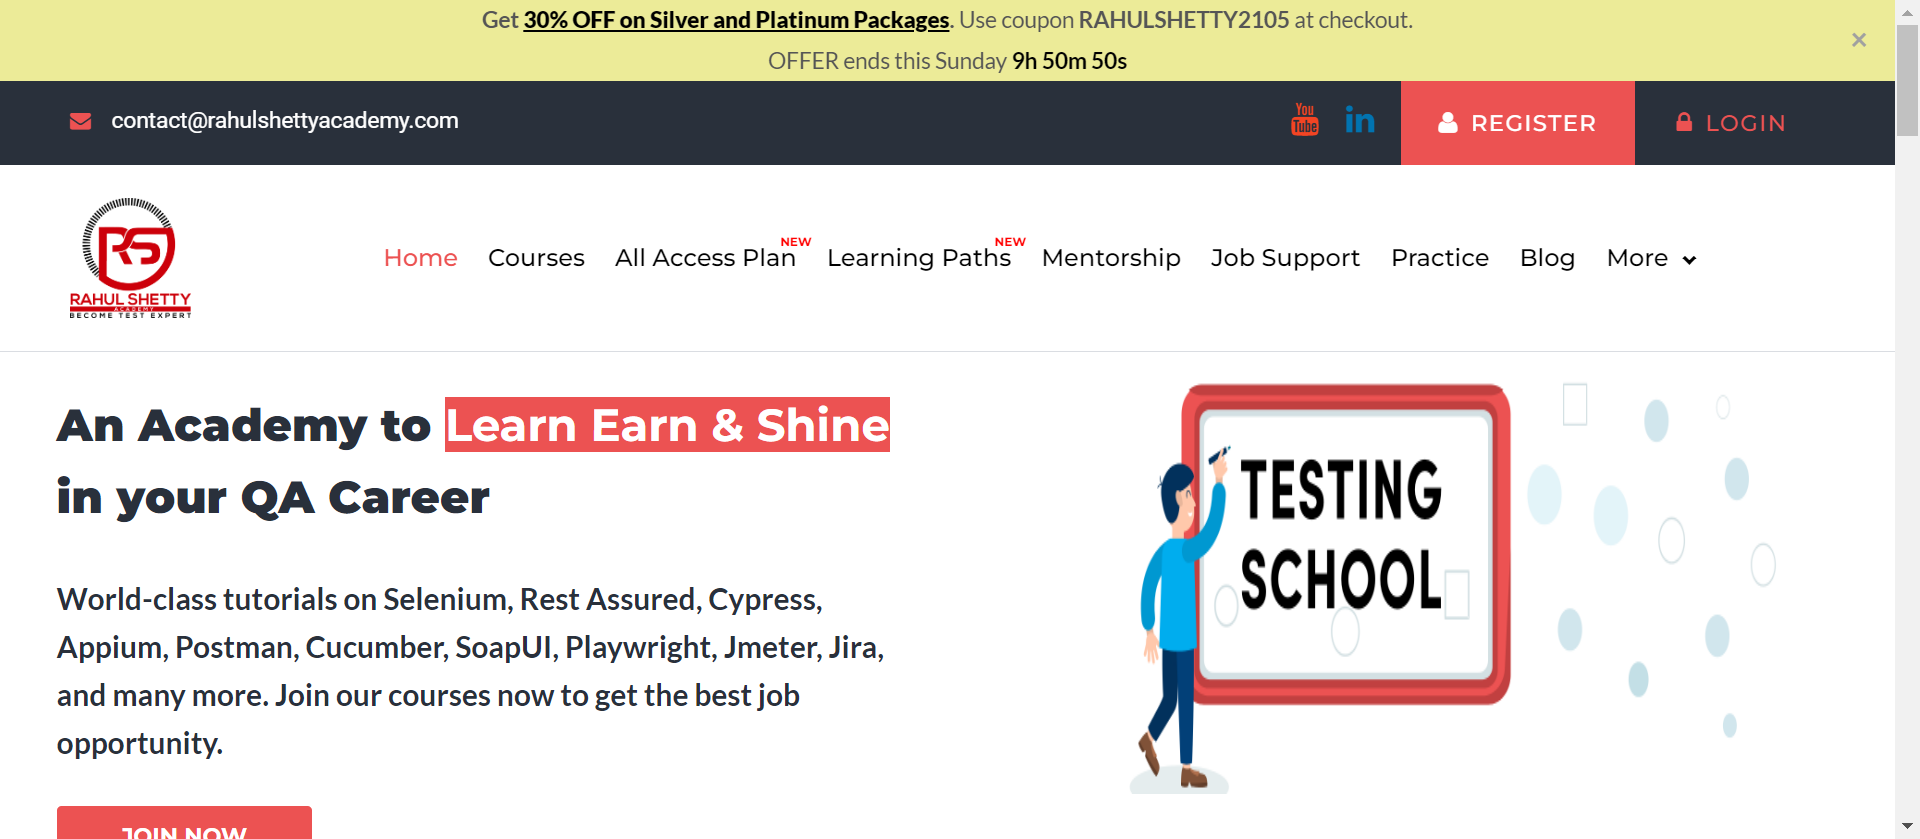 Get 30% OFF on Silver and Platinum Packages. Use coupon RAHULSHETTY2105 at checkout.
OFFER ends this Sunday 9h 50m 50s
×
contact@rahulshettyacademy.com
You
Tube
in
REGISTER
LOGIN
RS
RAHUL SHETTY
ACADEMY
BECOME TEST EXPERT
Home Courses All Access Plan NEW Learning Paths NEW Mentorship Job Support Practice Blog More
An Academy to Learn Earn & Shine
in your QA Career
World-class tutorials on Selenium, Rest Assured, Cypress,
Appium, Postman, Cucumber, SoapUI, Playwright, Jmeter, Jira,
and many more. Join our courses now to get the best job
opportunity.
JOIN NOW
TESTING
SCHOOL